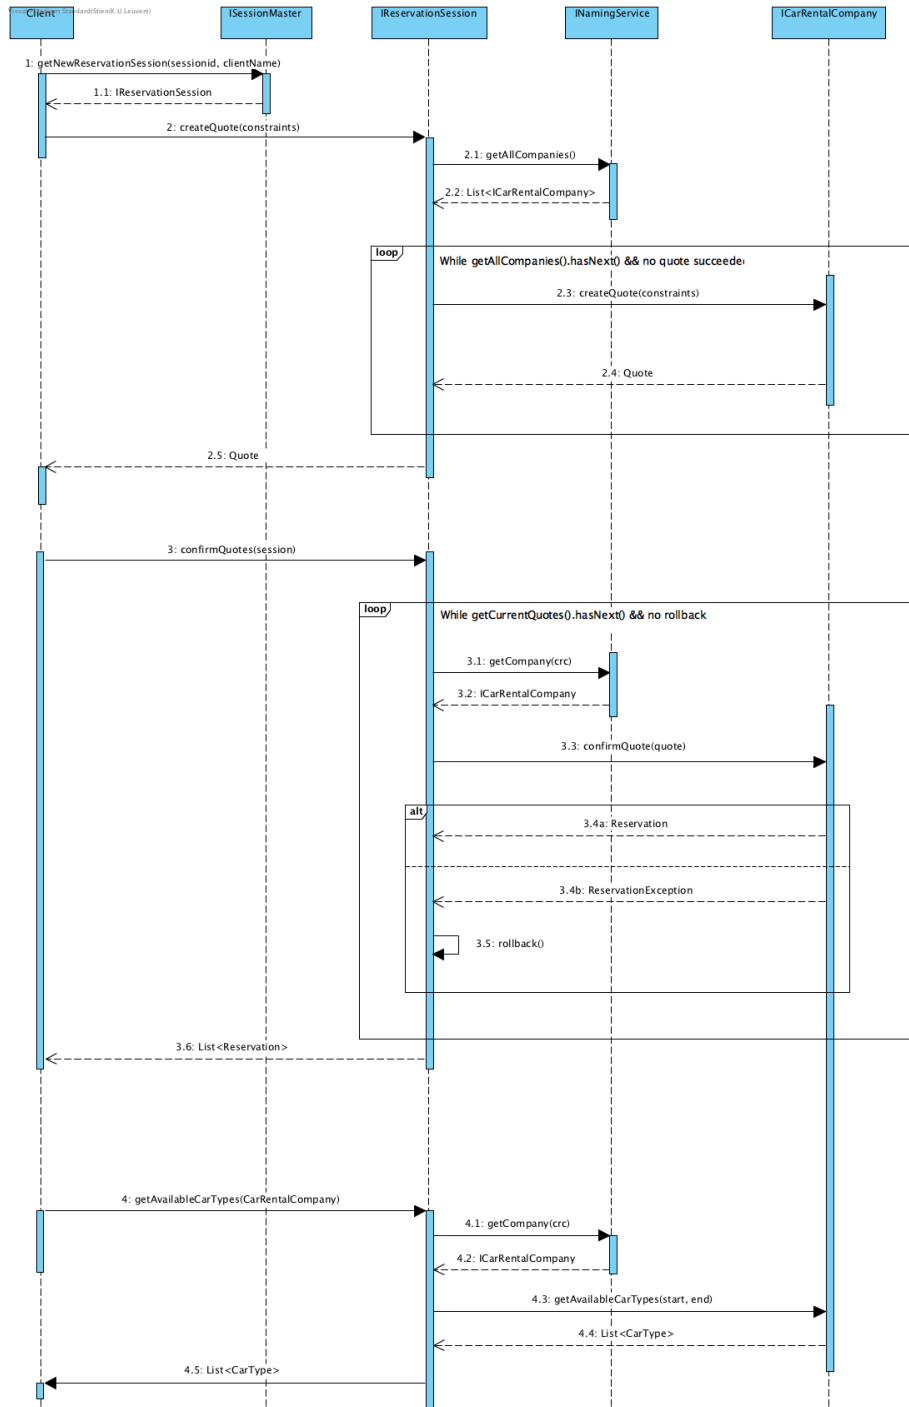 Client
ISessionMaster
IReservationSession
INamingService
ICarRentalCompany
1: getNewReservationSession(sessionid, clientName)
1.1: IReservationSession
2: createQuote(constraints)
2.1: getAllCompanies()
2.2: List<ICarRentalCompany>
loop
While getAllCompanies().hasNext() && no quote
2.3: createQuote(constraints)
2.4: Quote
2.5: Quote
3: confirmQuotes(session)
loop
While getCurrentQuotes().hasNext() && no rollback
3.1: getCompany(crc)
3.2: ICarRentalCompany
3.3: confirmQuote(quote)
alt
3.4a: Reservation
3.4b: ReservationException
3.5: rollback()
3.6: List<Reservation>
4: getAvailableCarTypes(CarRentalCompany)
4.1: getCompany(crc)
4.2: ICarRentalCompany
4.3: getAvailableCarTypes(start, end)
4.4: List<CarType>
4.5: List<CarType>